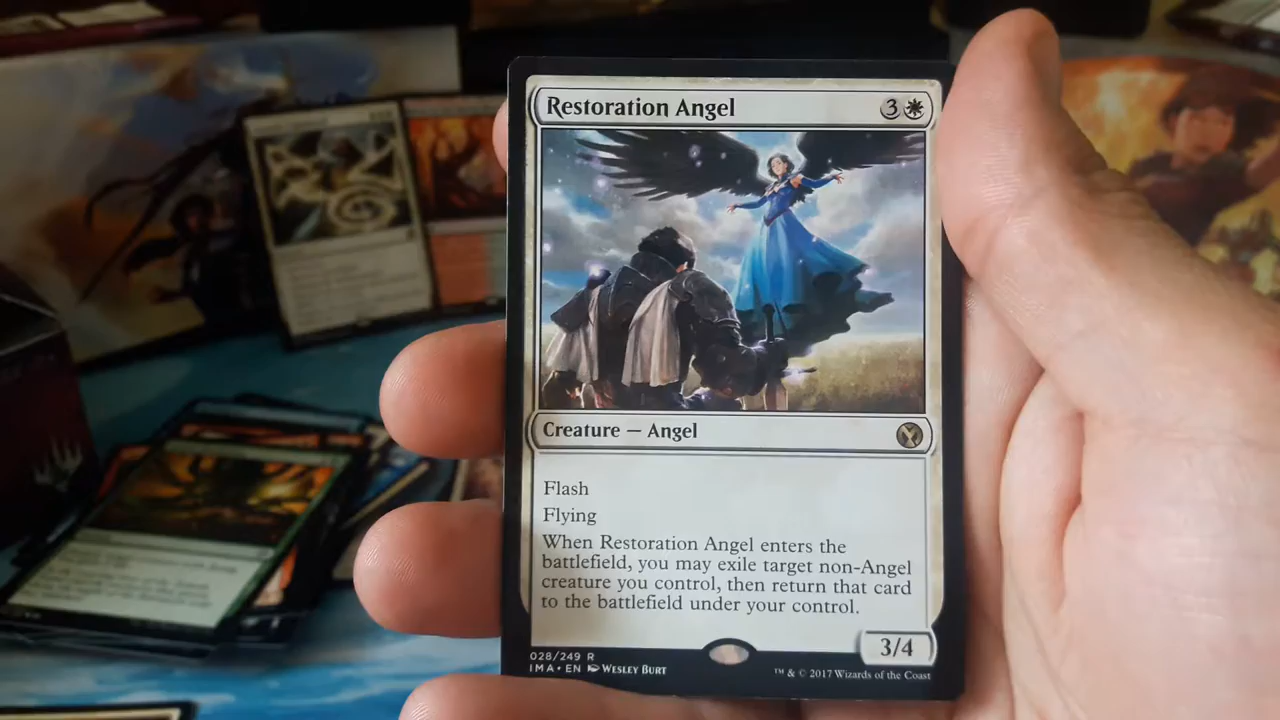 Restoration Angel 3
Creature — Angel
Flash
Flying
When Restoration Angel enters the
battlefield, you may exile target non-Angel
creature you control, then return that card
to the battlefield under your control.
3/4
028/249 R
IMA • EN Wesley Burt
™ & © 2017 Wizards of the Coast